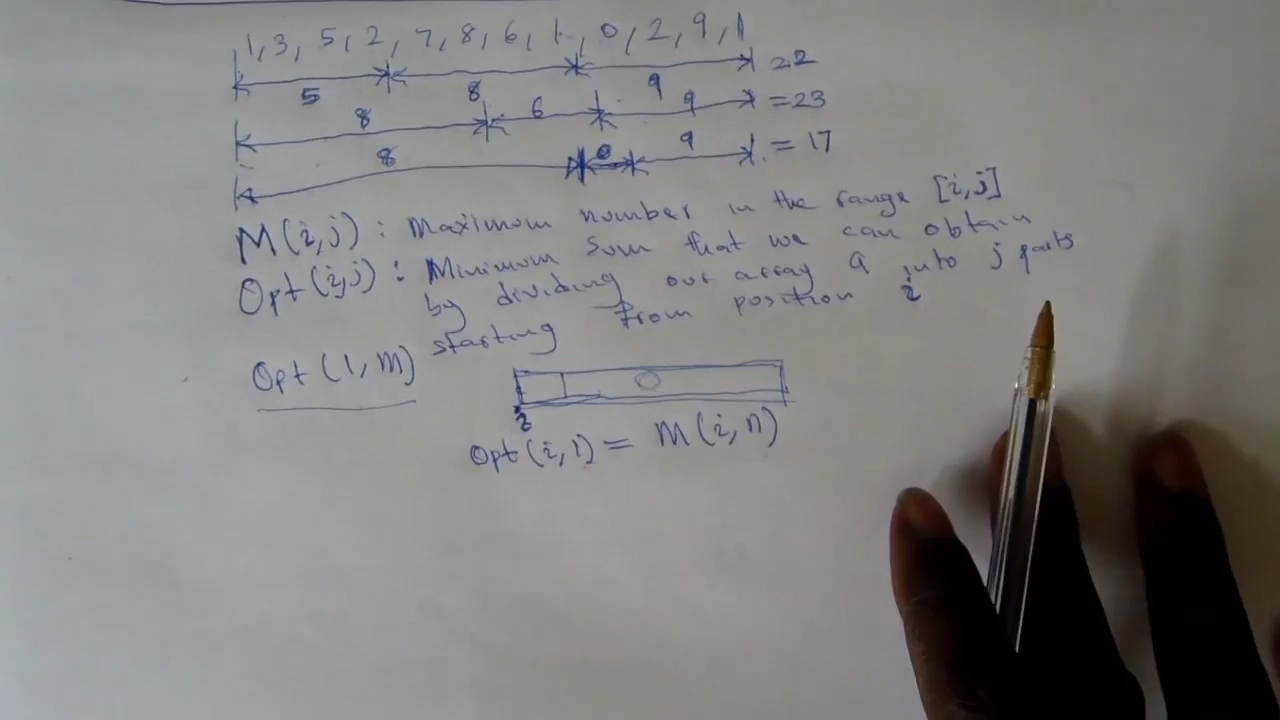 1, 3, 5, 2, 7, 8, 6, 1, 0, 2, 9, 1
5 8 9 = 22
8 6 9 = 23
8 0 9 = 17
M(i,j) : Maximum number in the range [i,j]
Opt(i,j) : Minimum sum that we can obtain
by dividing our array a into j parts
starting from position i
Opt(1,m)
i
Opt(i,1) = M(i,n)